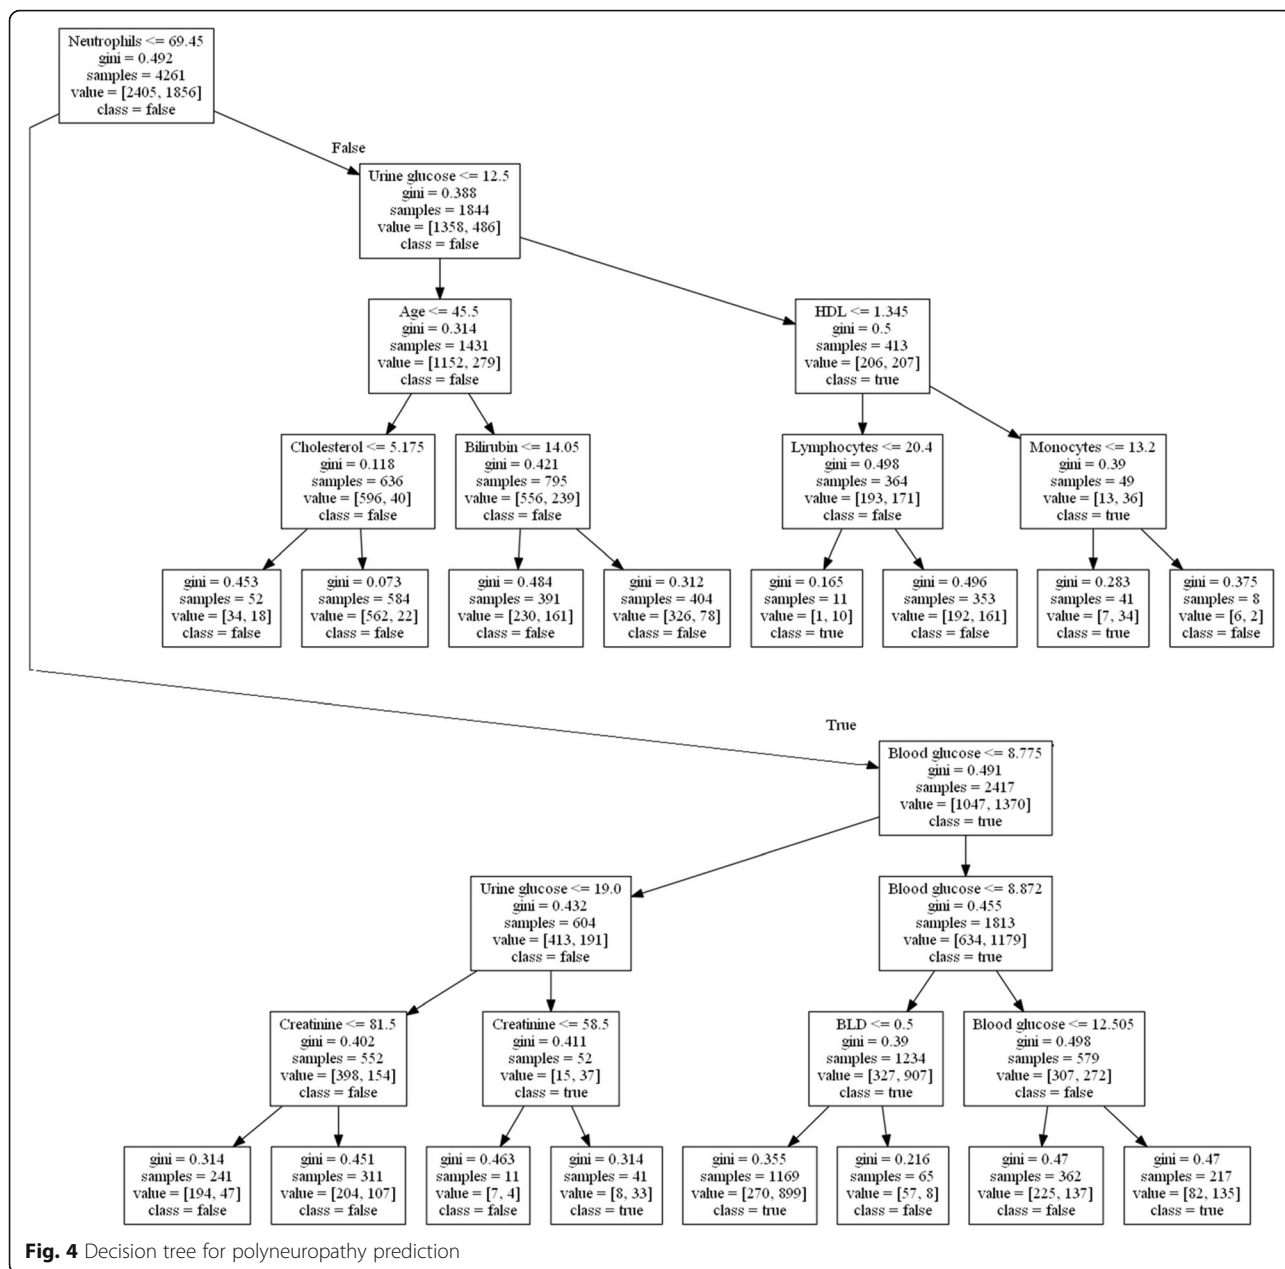 Neutrophils <= 69.45
gini = 0.492
samples = 4261
value = [2405, 1856]
class = false
False
Urine glucose <= 12.5
gini = 0.388
samples = 1844
value = [1358, 486]
class = false
Age <= 45.5
gini = 0.314
samples = 1431
value = [1152, 279]
class = false
HDL <= 1.345
gini = 0.5
samples = 413
value = [206, 207]
class = true
Cholesterol <= 5.175
gini = 0.118
samples = 636
value = [596, 40]
class = false
Bilirubin <= 14.05
gini = 0.421
samples = 795
value = [556, 239]
class = false
Lymphocytes <= 20.4
gini = 0.498
samples = 364
value = [193, 171]
class = false
Monocytes <= 13.2
gini = 0.39
samples = 49
value = [13, 36]
class = true
gini = 0.453
samples = 52
value = [34, 18]
class = false
gini = 0.073
samples = 584
value = [562, 22]
class = false
gini = 0.484
samples = 391
value = [230, 161]
class = false
gini = 0.312
samples = 404
value = [326, 78]
class = false
gini = 0.165
samples = 11
value = [1, 10]
class = true
gini = 0.496
samples = 353
value = [192, 161]
class = false
gini = 0.283
samples = 41
value = [7, 34]
class = true
gini = 0.375
samples = 8
value = [6, 2]
class = false
True
Blood glucose <= 8.775
gini = 0.491
samples = 2417
value = [1047, 1370]
class = true
Urine glucose <= 19.0
gini = 0.432
samples = 604
value = [413, 191]
class = false
Blood glucose <= 8.872
gini = 0.455
samples = 1813
value = [634, 1179]
class = true
Creatinine <= 81.5
gini = 0.402
samples = 552
value = [398, 154]
class = false
Creatinine <= 58.5
gini = 0.411
samples = 52
value = [15, 37]
class = true
BLD <= 0.5
gini = 0.39
samples = 1234
value = [327, 907]
class = true
Blood glucose <= 12.505
gini = 0.498
samples = 579
value = [307, 272]
class = false
gini = 0.314
samples = 241
value = [194, 47]
class = false
gini = 0.451
samples = 311
value = [204, 107]
class = false
gini = 0.463
samples = 11
value = [7, 4]
class = false
gini = 0.314
samples = 41
value = [8, 33]
class = true
gini = 0.355
samples = 1169
value = [270, 899]
class = true
gini = 0.216
samples = 65
value = [57, 8]
class = false
gini = 0.47
samples = 362
value = [225, 137]
class = false
gini = 0.47
samples = 217
value = [82, 135]
class = true
Fig. 4 Decision tree for polyneuropathy prediction